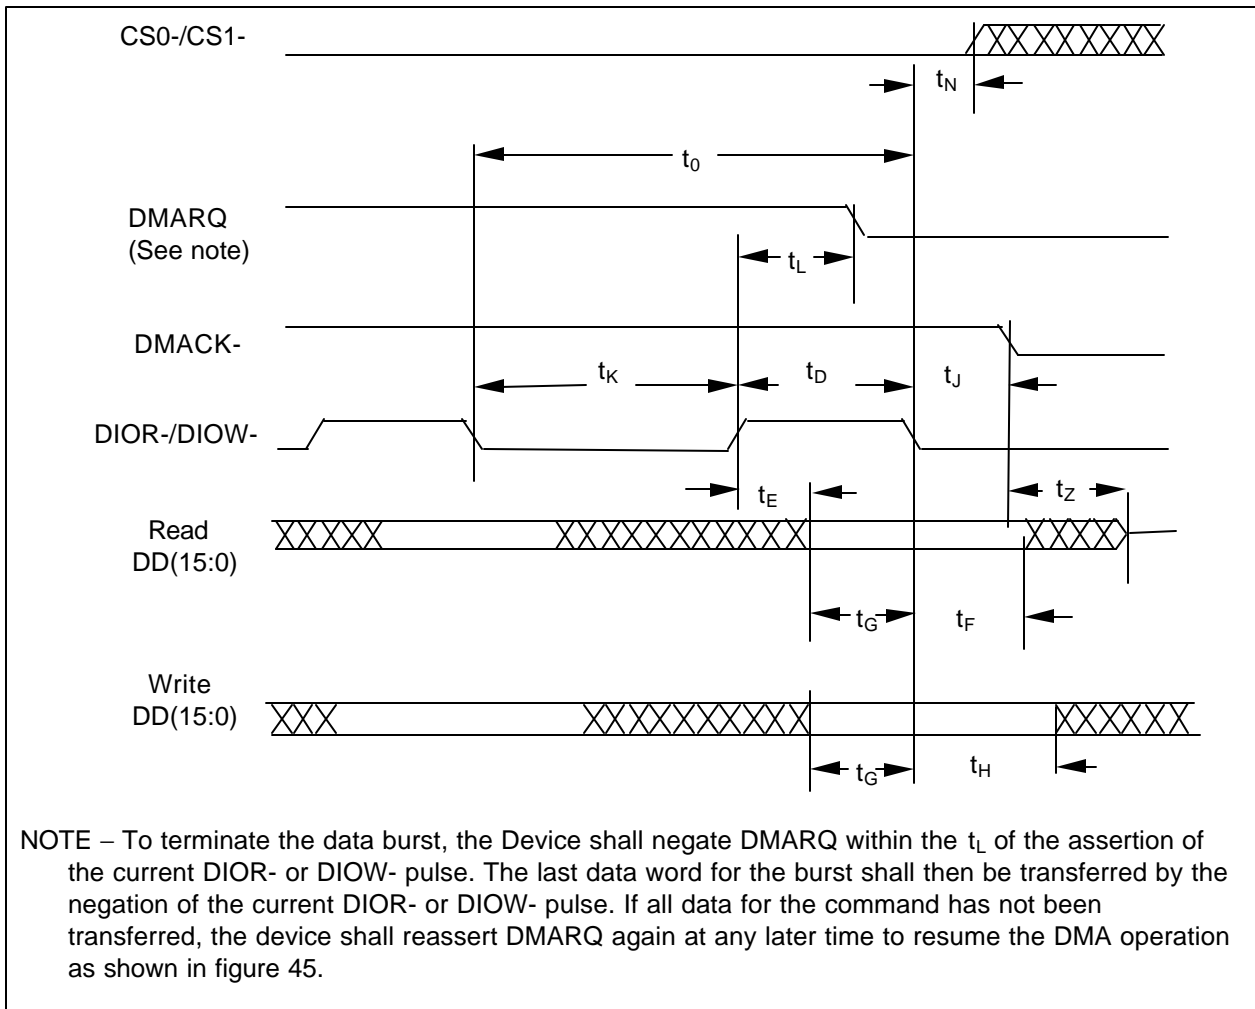 CS0-/CS1-
tN
t0
DMARQ
(See note)
tL
DMACK-
tK
tD
tJ
DIOR-/DIOW-
tE
tZ
Read
DD(15:0)
tG
tF
Write
DD(15:0)
tG
tH
NOTE – To terminate the data burst, the Device shall negate DMARQ within the tL of the assertion of
the current DIOR- or DIOW- pulse. The last data word for the burst shall then be transferred by the
negation of the current DIOR- or DIOW- pulse. If all data for the command has not been
transferred, the device shall reassert DMARQ again at any later time to resume the DMA operation
as shown in figure 45.